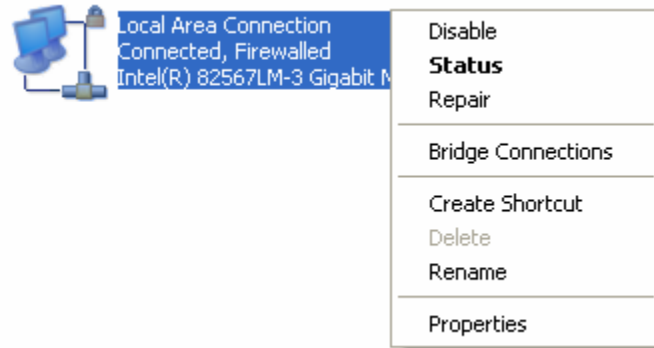 Local Area Connection
Connected, Firewalled
Intel(R) 82567LM-3 Gigabit
Disable
Status
Repair
Bridge Connections
Create Shortcut
Delete
Rename
Properties